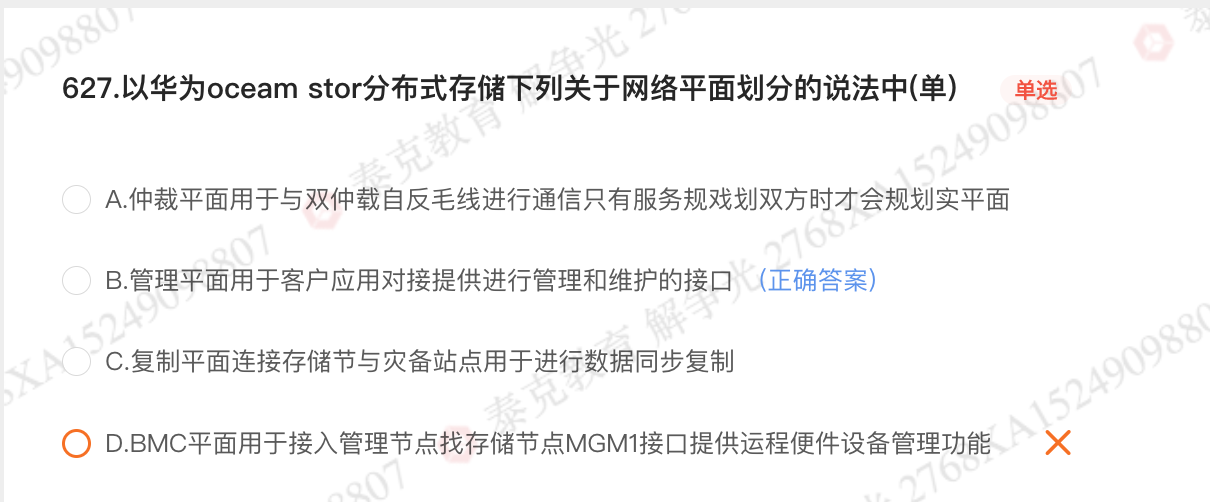 627.以华为oceam stor分布式存储下列关于网络平面划分的说法中(单) 单选
A.仲裁平面用于与双仲载自反毛线进行通信只有服务规戏划双方时才会规划实平面
B.管理平面用于客户应用对接提供进行管理和维护的接口 (正确答案)
C.复制平面连接存储节与灾备站点用于进行数据同步复制
D.BMC平面用于接入管理节点找存储节点MGM1接口提供运程便件设备管理功能
泰克教育 解争光 2768XA15249098807